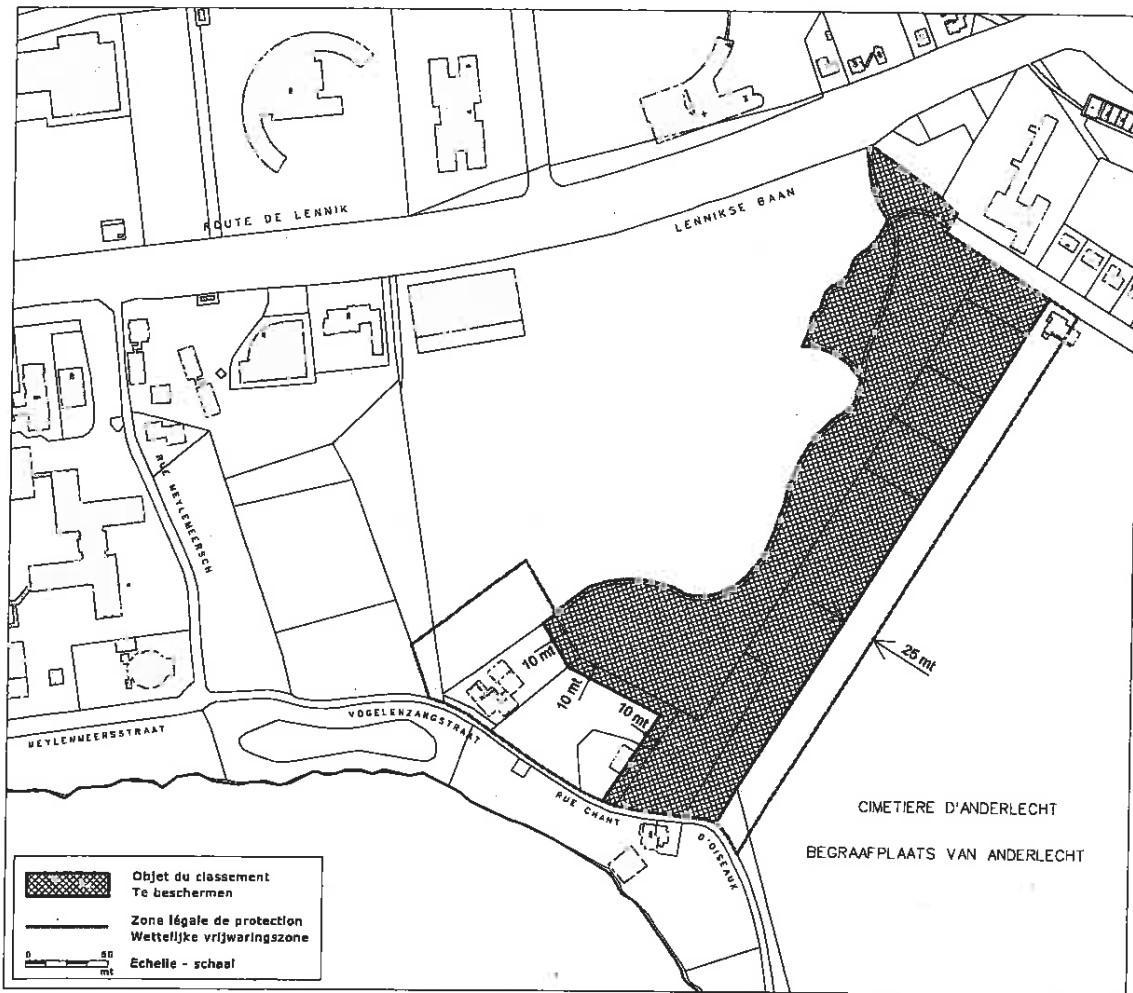 ROUTE DE LENNIK
LENNIKSE BAAN
RUE MEYLEMEERSCH
25 mt
10 mt
10 mt
10 mt
MEYLENMEERSSTRAAT
VOGELENZANGSTRAAT
RUE CHANT
D'OISEAUX
CIMETIERE D'ANDERLECHT
BEGRAAFPLAATS VAN ANDERLECHT
Objet du classement
Te beschermen
Zone légale de protection
Wettelijke vrijwaringszone
0 50
mt
Echelle - schaal